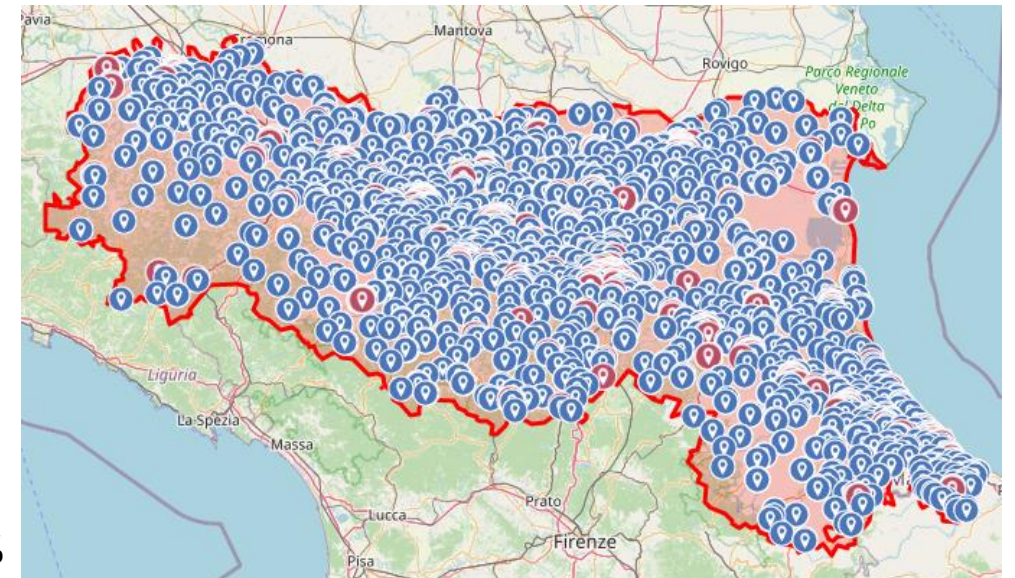 Pavia
Mantova
Rovigo
Parco Regionale
Veneto
del Delta
Po
Liguria
La Spezia
Massa
Prato
Lucca
Firenze
Pisa